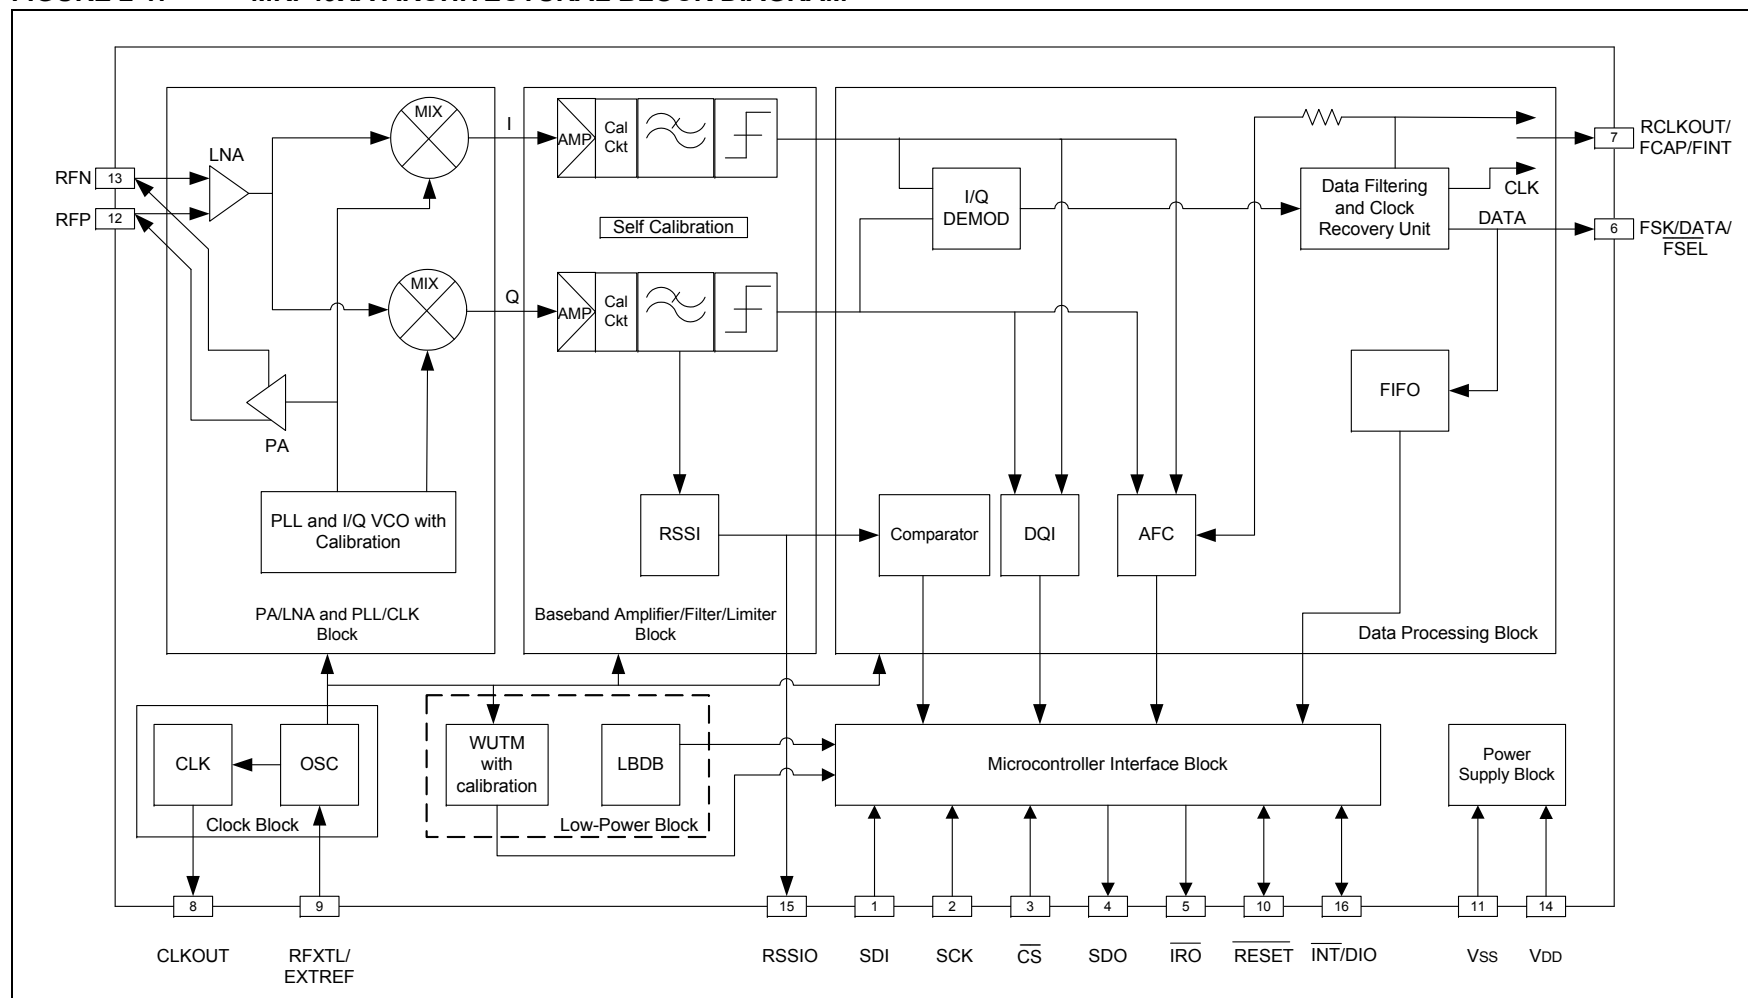 MIX
I
AMP
Cal
Ckt
LNA
RFN
13
RFP
12
I/Q
DEMOD
Data Filtering
and Clock
Recovery Unit
CLK
DATA
7
RCLKOUT/
FCAP/FINT
6
FSK/DATA/
FSEL
Self Calibration
MIX
Q
AMP
Cal
Ckt
PA
FIFO
PLL and I/Q VCO with
Calibration
RSSI
Comparator
DQI
AFC
PA/LNA and PLL/CLK
Block
Baseband Amplifier/Filter/Limiter
Block
Data Processing Block
CLK
OSC
Clock Block
WUTM
with
calibration
LBDB
Low-Power Block
Microcontroller Interface Block
Power
Supply Block
8
9
15
1
2
3
4
5
10
16
11
14
CLKOUT
RFXTL/
EXTREF
RSSIO
SDI
SCK
CS
SDO
IRO
RESET
INT/DIO
VSS
VDD